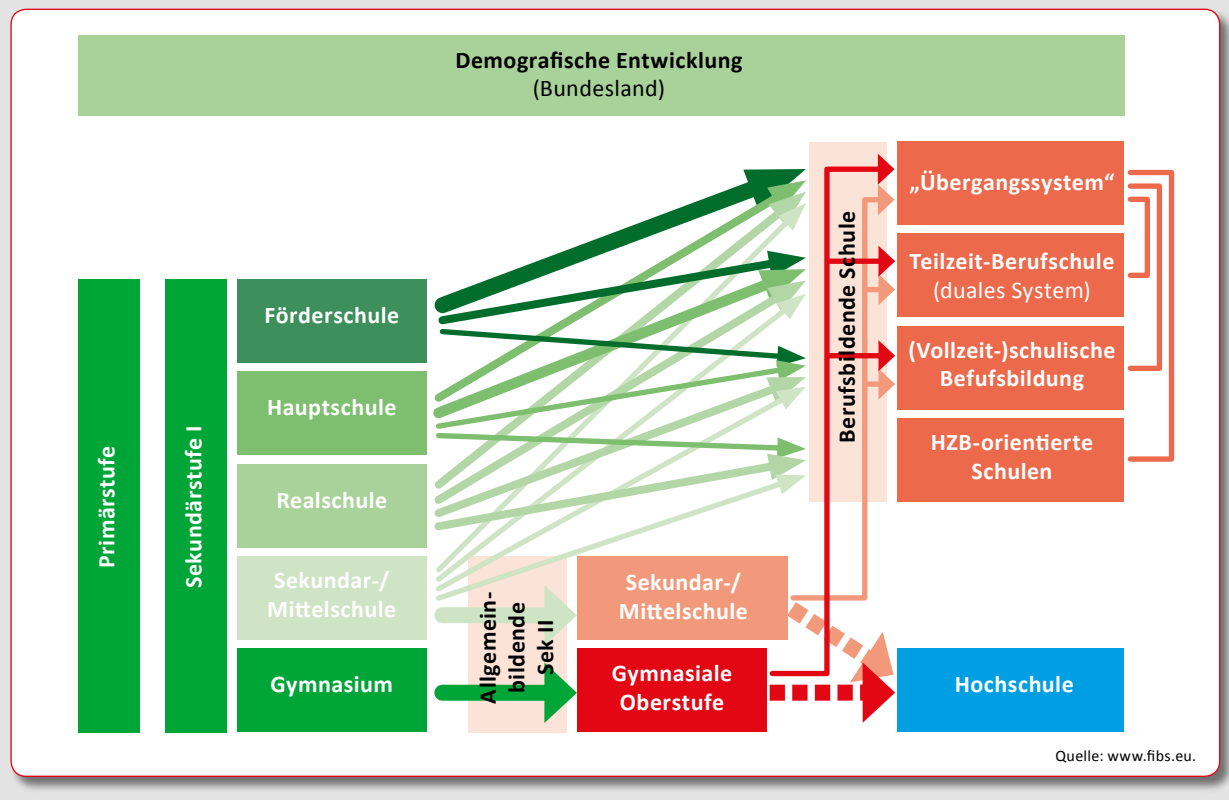 Demografische Entwicklung
(Bundesland)
Primärstufe
Sekundärstufe I
Förderschule
Hauptschule
Realschule
Sekundar-/
Mittelschule
Gymnasium
Allgemein-
bildende
Sek II
Sekundar-/
Mittelschule
Gymnasiale
Oberstufe
Berufsbildende Schule
„Übergangssystem“
Teilzeit-Berufschule
(duales System)
(Vollzeit-)schulische
Befufsbildung
HZB-orientierte
Schulen
Hochschule
Quelle: www.fibs.eu.